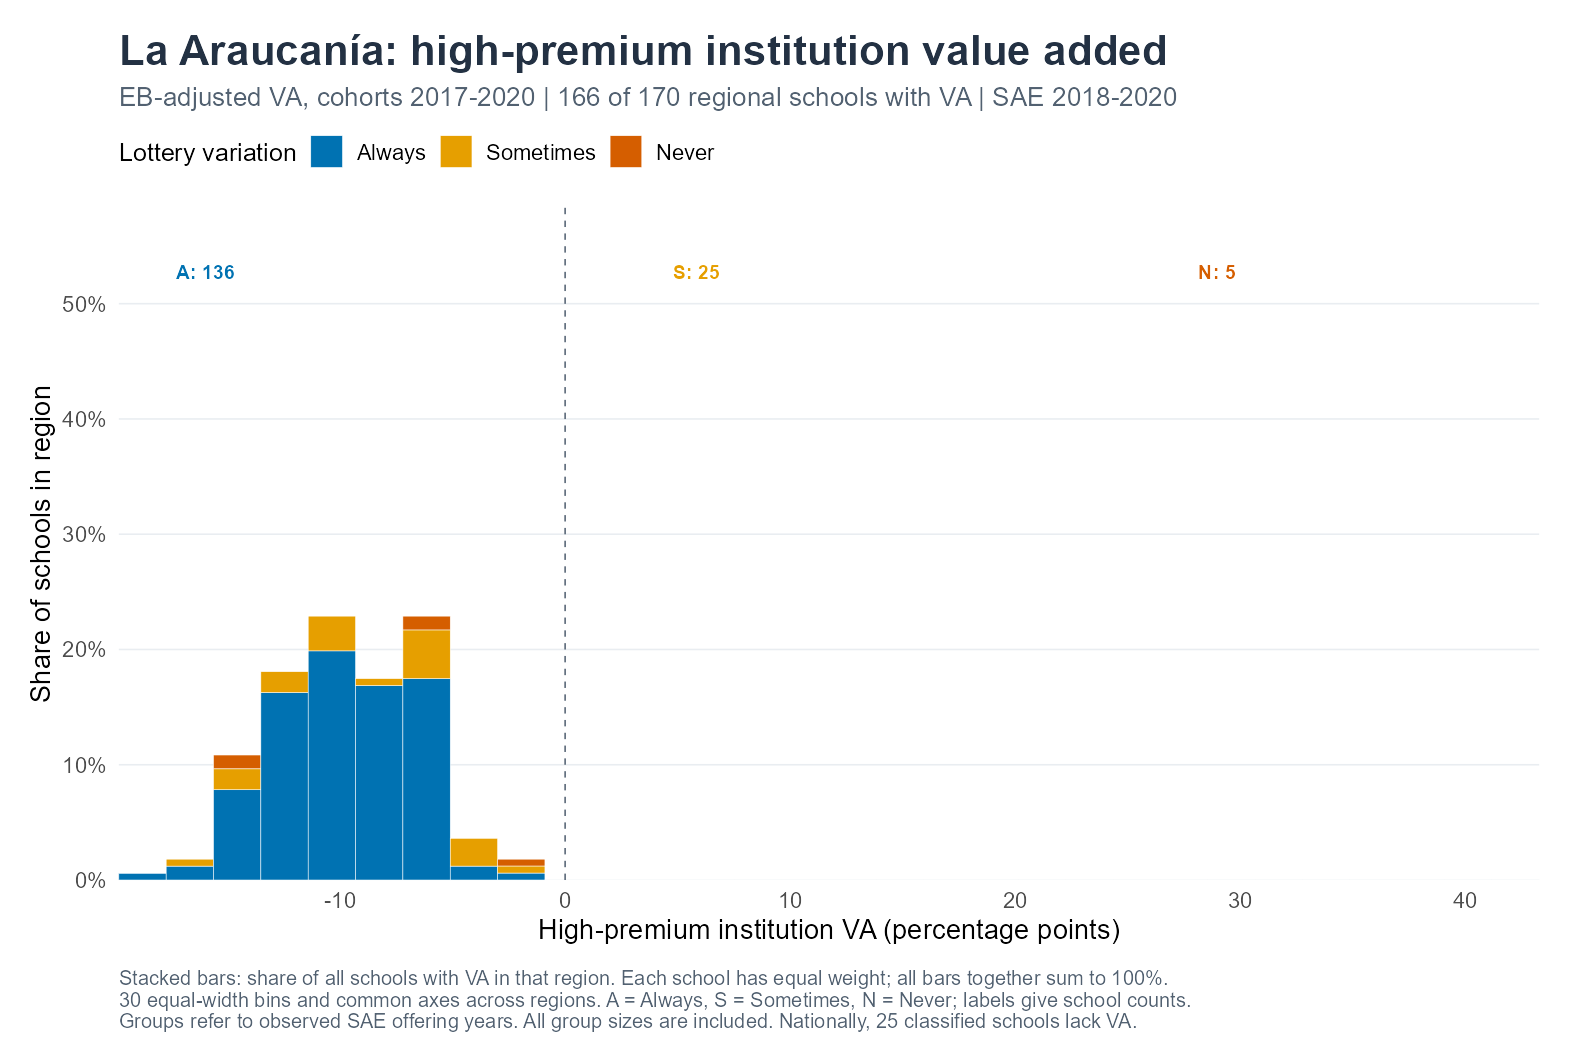 La Araucanía: high-premium institution value added
EB-adjusted VA, cohorts 2017-2020 | 166 of 170 regional schools with VA | SAE 2018-2020
Lottery variation Always Sometimes Never
A: 136 S: 25 N: 5
50%
40%
30%
20%
10%
0%
Share of schools in region
-10 0 10 20 30 40
High-premium institution VA (percentage points)
Stacked bars: share of all schools with VA in that region. Each school has equal weight; all bars together sum to 100%.
30 equal-width bins and common axes across regions. A = Always, S = Sometimes, N = Never; labels give school counts.
Groups refer to observed SAE offering years. All group sizes are included. Nationally, 25 classified schools lack VA.